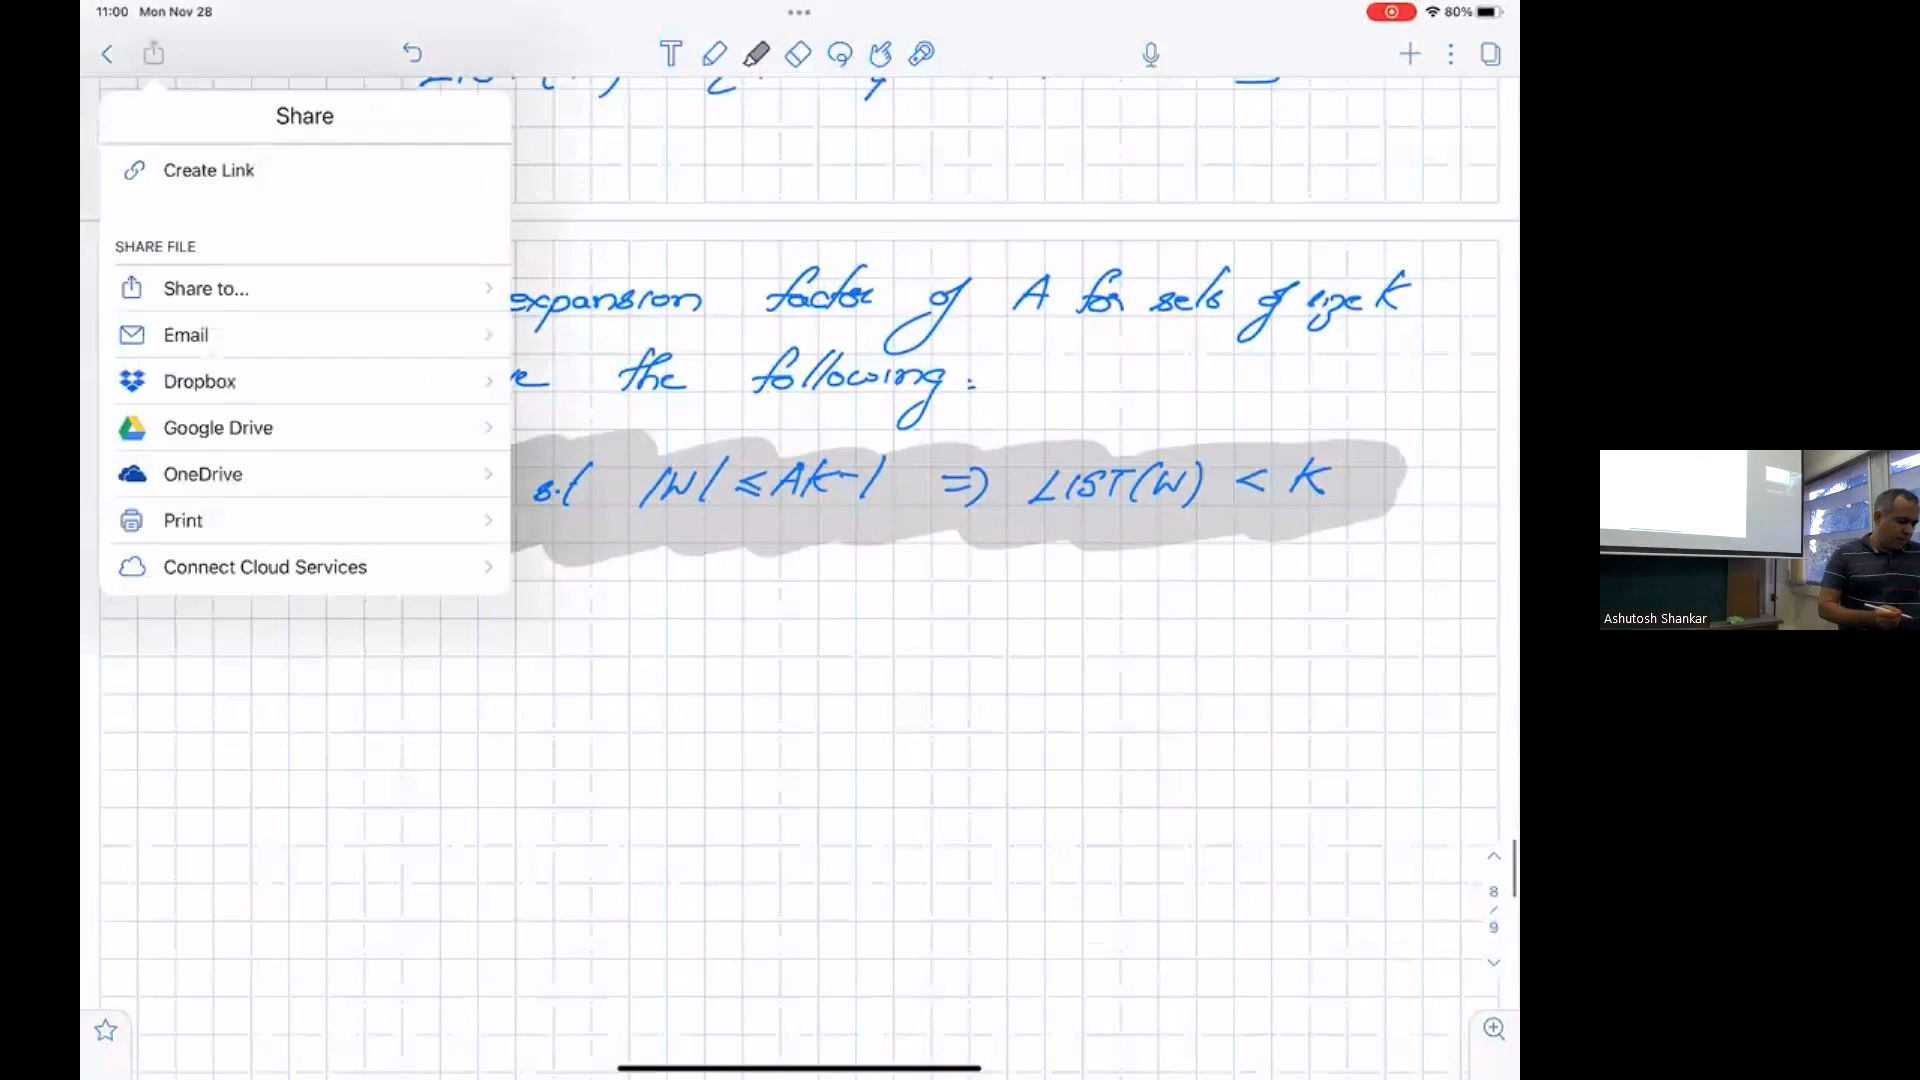 11:00 Mon Nov 28
80%
Share
Create Link
SHARE FILE
Share to...
Email
Dropbox
Google Drive
OneDrive
Print
Connect Cloud Services
expansion factor of A for sets of size K
e the following:
s.t |W| ≤ AK-1 => LIST(W) < K
8
/
9
Ashutosh Shankar